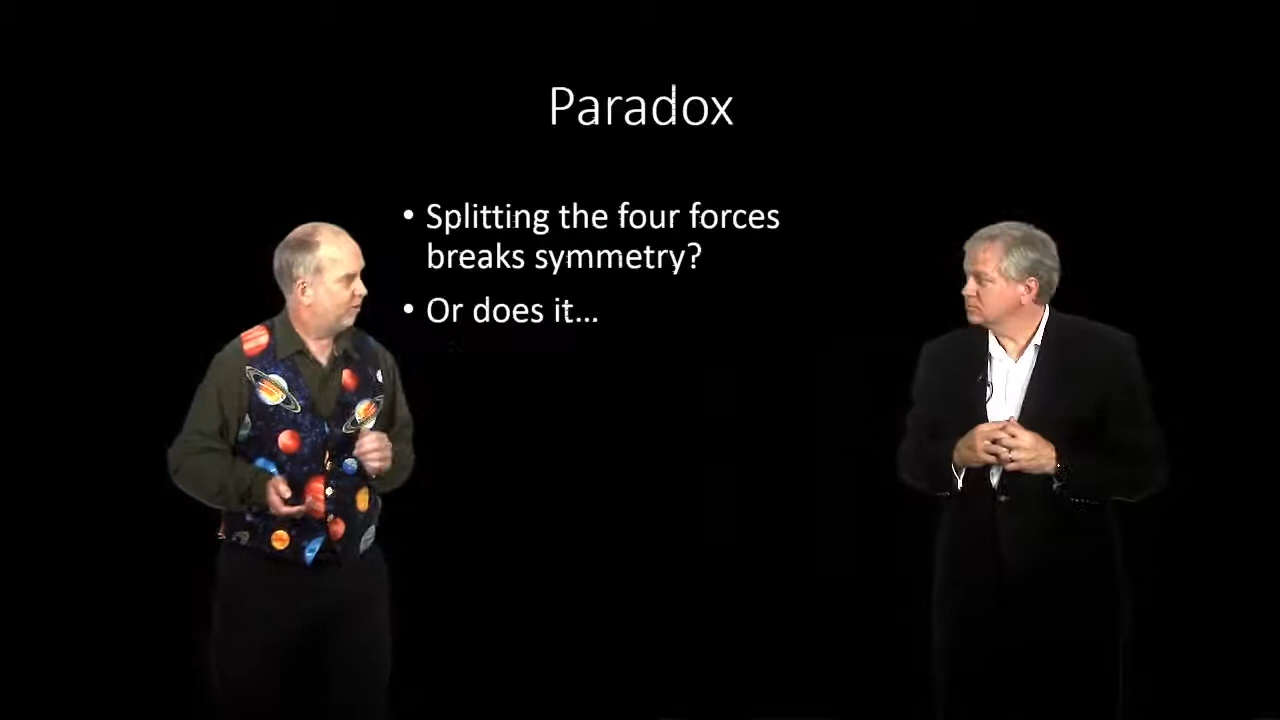 Paradox
• Splitting the four forces
breaks symmetry?
• Or does it…